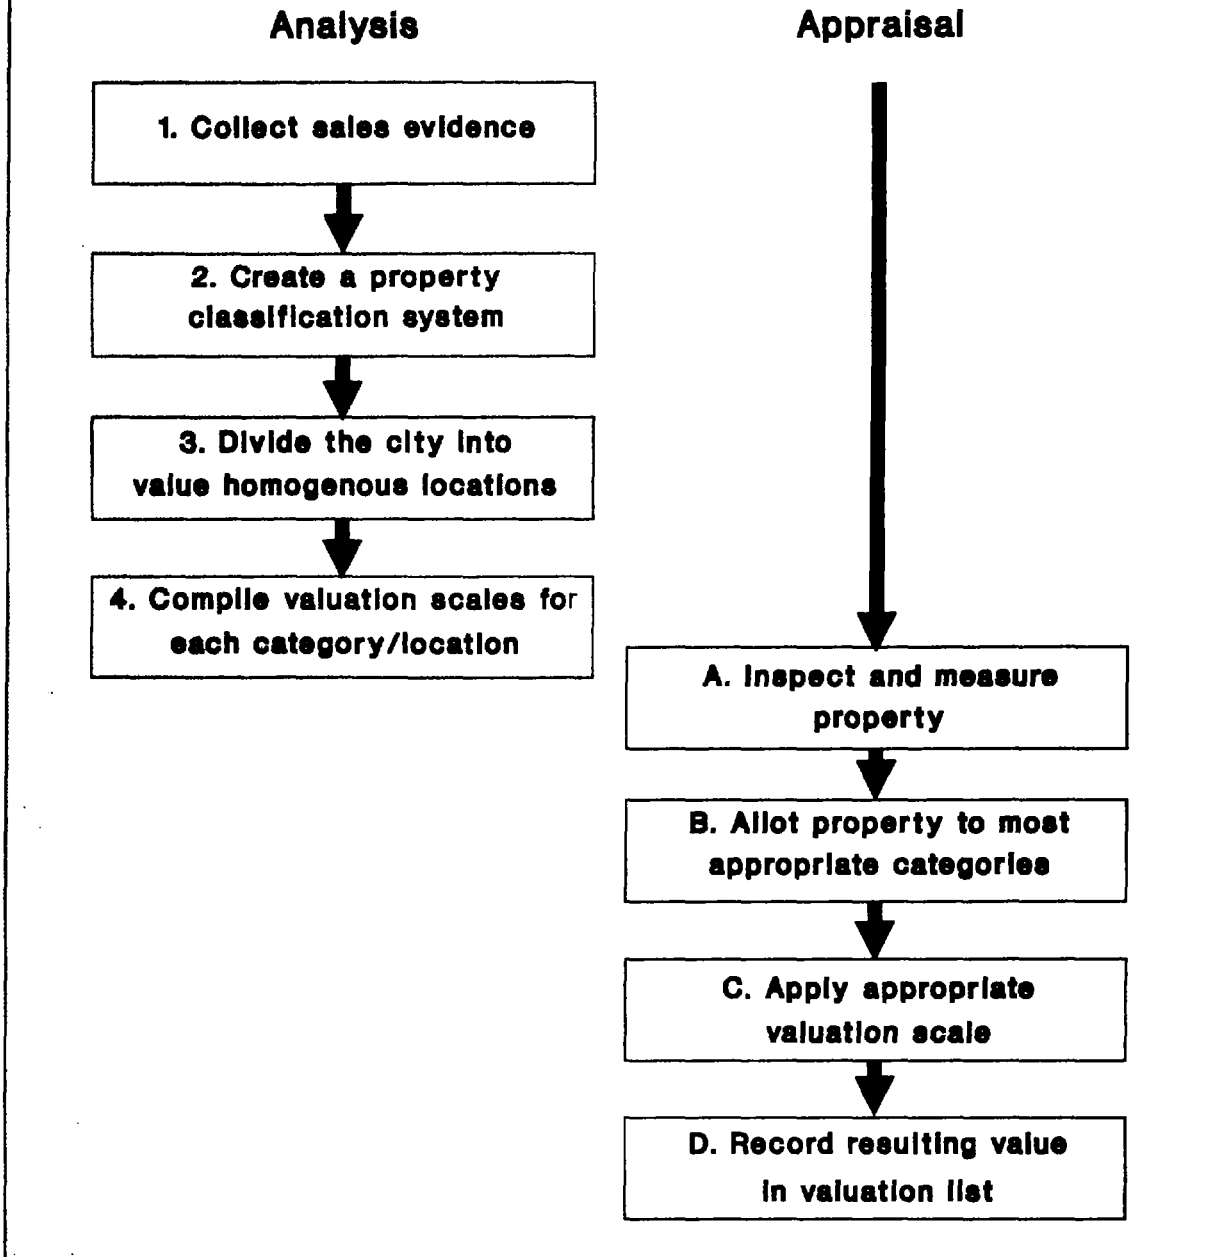 Analysis
1. Collect sales evidence
2. Create a property
classification system
3. Divide the city into
value homogenous locations
4. Compile valuation scales for
each category/location
Appraisal
A. Inspect and measure
property
B. Allot property to most
appropriate categories
C. Apply appropriate
valuation scale
D. Record resulting value
in valuation list